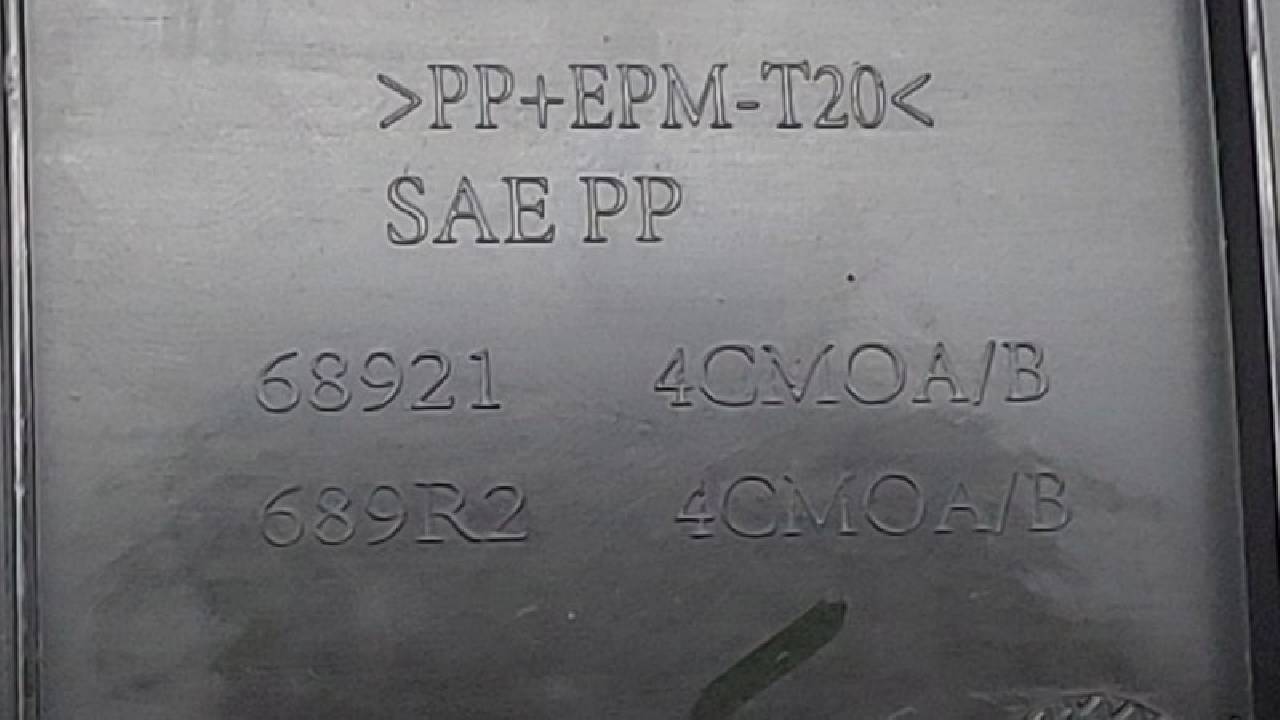 >PP+EPM-T20<
SAE PP
68921 4CMOA/B
689R2 4CMOA/B